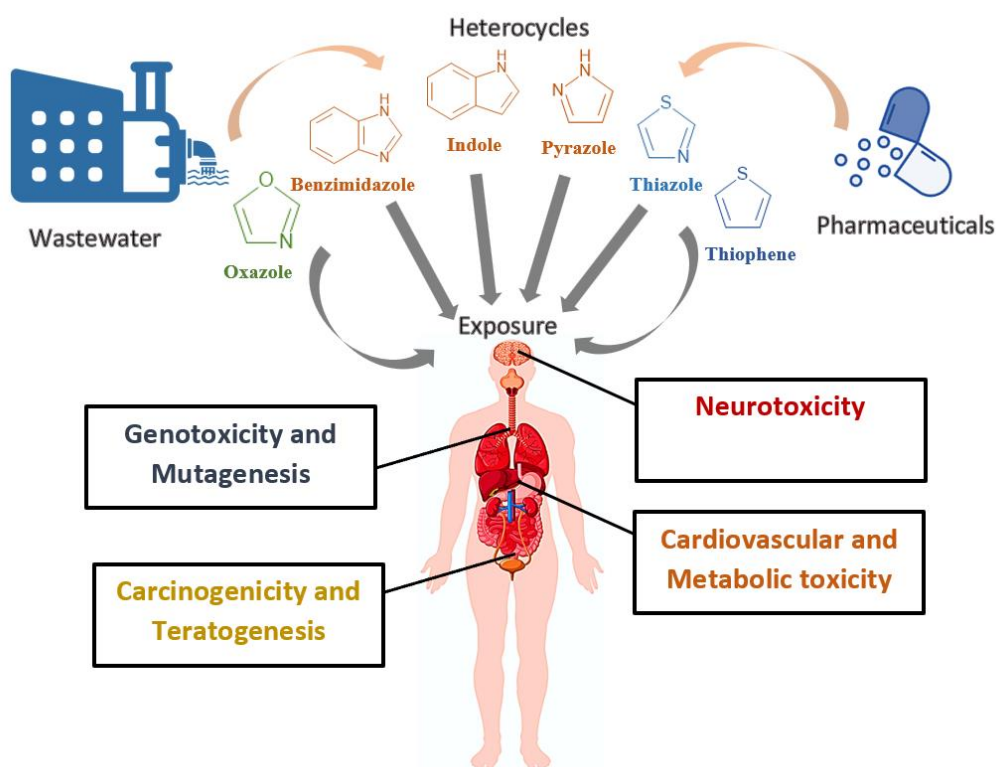 Heterocycles
H
N
Indole
H
N
N
Pyrazole
H
N
N
Benzimidazole
S
N
Thiazole
O
N
Oxazole
S
Thiophene
Wastewater
Pharmaceuticals
Exposure
Genotoxicity and
Mutagenesis
Neurotoxicity
Carcinogenicity and
Teratogenesis
Cardiovascular and
Metabolic toxicity